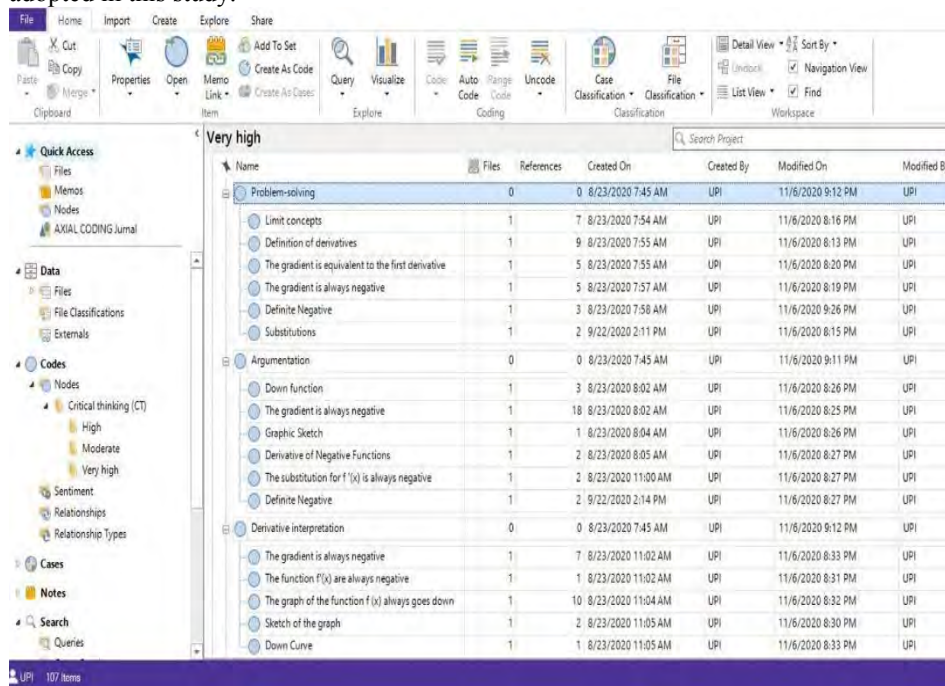 adopted in this study.
File Home Import Create Explore Share
Paste
Cut
Copy
Merge
Clipboard
Properties
Open
Memo Link
Add To Set
Create As Code
Create As Cases
Item
Query
Visualize
Explore
Code
Auto Code
Range Code
Uncode
Coding
Case Classification
File Classification
Classification
Detail View
Sort By
Undock
Navigation View
List View
Find
Workspace
Quick Access
Files
Memos
Nodes
AXIAL CODING Jurnal
Data
Files
File Classifications
Externals
Codes
Nodes
Critical thinking (CT)
High
Moderate
Very high
Sentiment
Relationships
Relationship Types
Cases
Notes
Search
Queries
Very high
Search Project
Name Files References Created On Created By Modified On Modified B
Problem-solving 0 0 8/23/2020 7:45 AM UPI 11/6/2020 9:12 PM UPI
Limit concepts 1 7 8/23/2020 7:54 AM UPI 11/6/2020 8:16 PM UPI
Definition of derivatives 1 9 8/23/2020 7:55 AM UPI 11/6/2020 8:13 PM UPI
The gradient is equivalent to the first derivative 1 5 8/23/2020 7:55 AM UPI 11/6/2020 8:20 PM UPI
The gradient is always negative 1 5 8/23/2020 7:57 AM UPI 11/6/2020 8:19 PM UPI
Definite Negative 1 3 8/23/2020 7:58 AM UPI 11/6/2020 9:26 PM UPI
Substitutions 1 2 9/22/2020 2:11 PM UPI 11/6/2020 8:15 PM UPI
Argumentation 0 0 8/23/2020 7:45 AM UPI 11/6/2020 9:11 PM UPI
Down function 1 3 8/23/2020 8:02 AM UPI 11/6/2020 8:26 PM UPI
The gradient is always negative 1 18 8/23/2020 8:02 AM UPI 11/6/2020 8:25 PM UPI
Graphic Sketch 1 1 8/23/2020 8:04 AM UPI 11/6/2020 8:26 PM UPI
Derivative of Negative Functions 1 2 8/23/2020 8:05 AM UPI 11/6/2020 8:27 PM UPI
The substitution for f '(x) is always negative 1 2 8/23/2020 11:00 AM UPI 11/6/2020 8:27 PM UPI
Definite Negative 1 2 9/22/2020 2:14 PM UPI 11/6/2020 8:27 PM UPI
Derivative interpretation 0 0 8/23/2020 7:45 AM UPI 11/6/2020 9:12 PM UPI
The gradient is always negative 1 7 8/23/2020 11:02 AM UPI 11/6/2020 8:33 PM UPI
The function f'(x) are always negative 1 1 8/23/2020 11:02 AM UPI 11/6/2020 8:31 PM UPI
The graph of the function f (x) always goes down 1 10 8/23/2020 11:04 AM UPI 11/6/2020 8:32 PM UPI
Sketch of the graph 1 2 8/23/2020 11:05 AM UPI 11/6/2020 8:30 PM UPI
Down Curve 1 1 8/23/2020 11:05 AM UPI 11/6/2020 8:33 PM UPI
UPI 107 Items